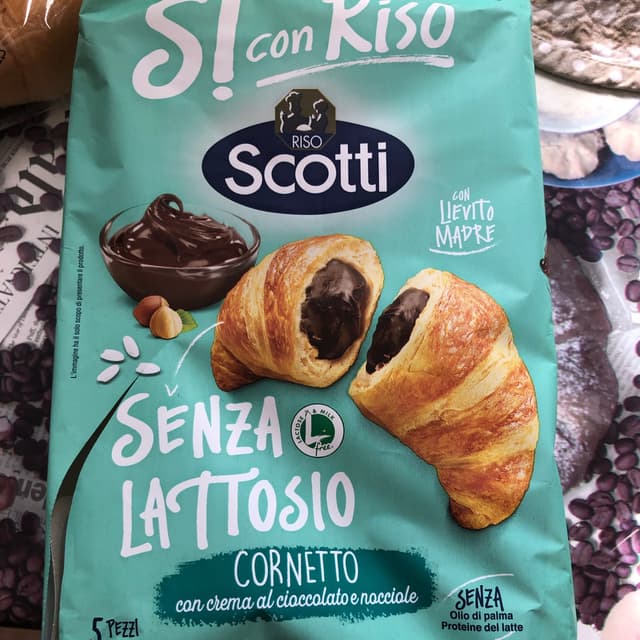 Sì con Riso
RISO
Scotti
CON
LIEVITO
MADRE
L'immagine ha il solo scopo di presentare il prodotto.
SENZA
LATTOSIO
LACTOSE & MILK
free.
CORNETTO
con crema al cioccolato e nocciole
5 PEZZI
SENZA
Olio di palma
Proteine del latte